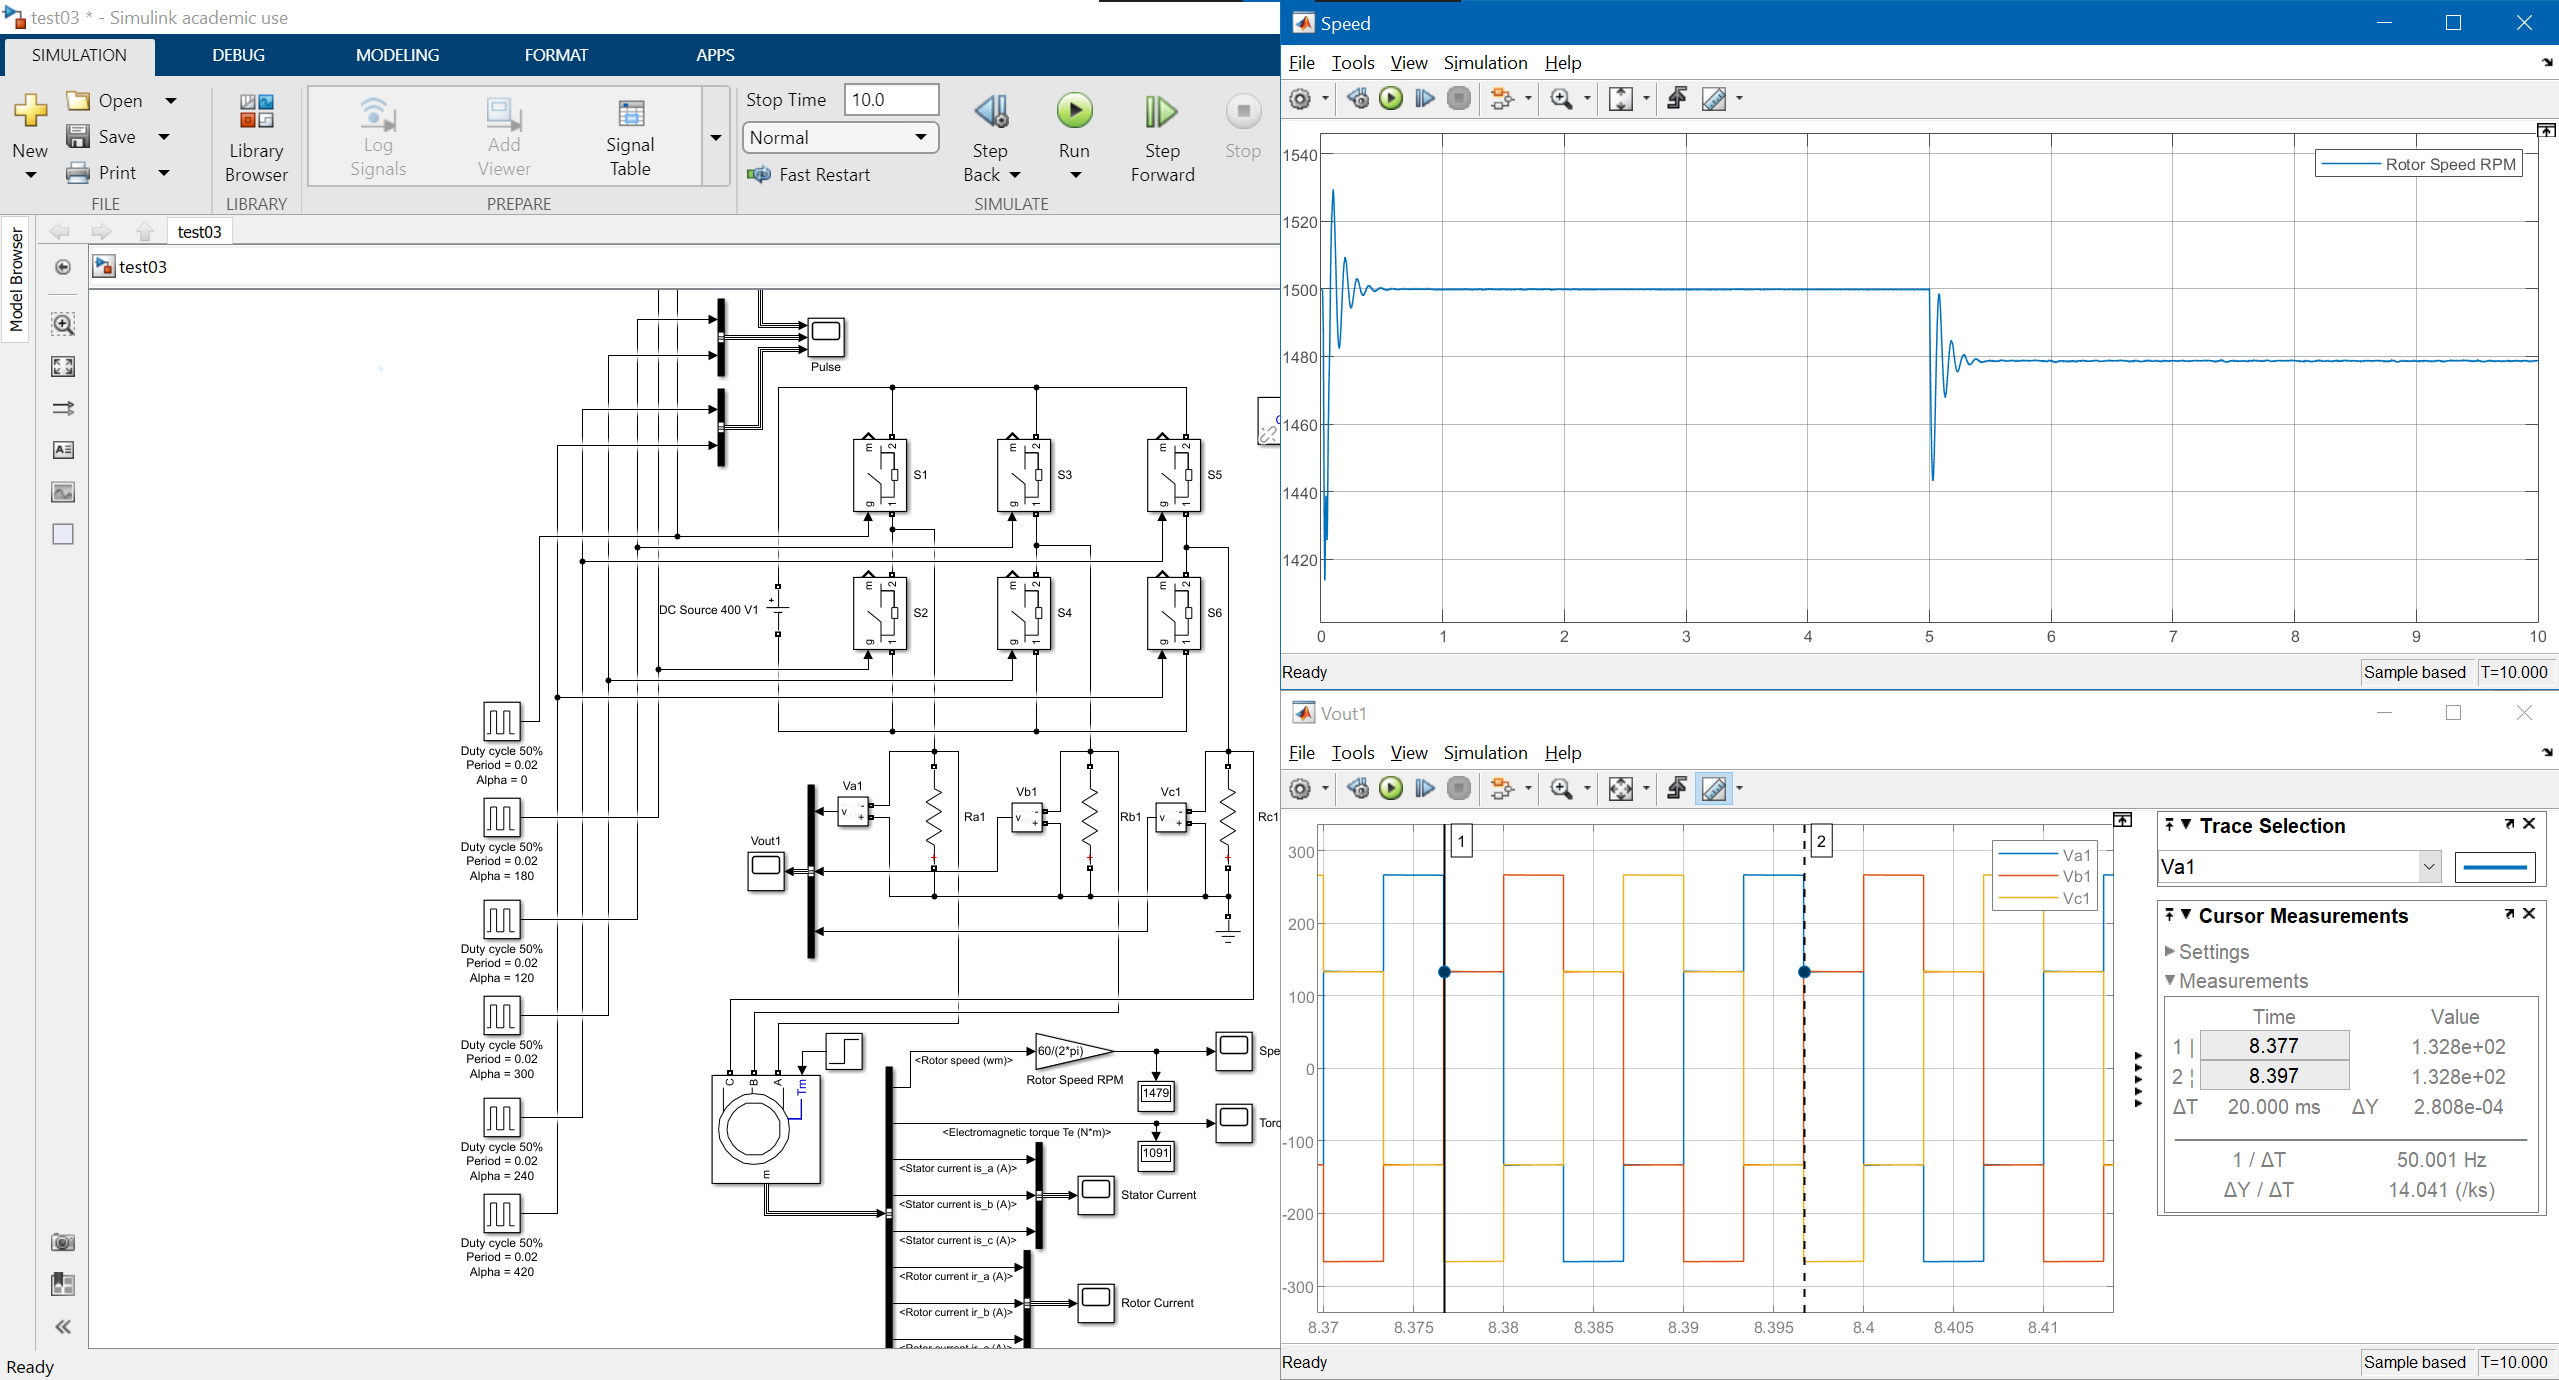 test03 * - Simulink academic use
SIMULATION
DEBUG
MODELING
FORMAT
APPS
New
Open
Save
Print
FILE
Library
Browser
LIBRARY
Log
Signals
Add
Viewer
Signal
Table
PREPARE
Stop Time
10.0
Normal
Fast Restart
Step
Back
Run
Step
Forward
Stop
SIMULATE
Model Browser
test03
test03
Pulse
S1
S3
S5
S2
S4
S6
m
2
g
1
DC Source 400 V1
Duty cycle 50%
Period = 0.02
Alpha = 0
Duty cycle 50%
Period = 0.02
Alpha = 180
Duty cycle 50%
Period = 0.02
Alpha = 120
Duty cycle 50%
Period = 0.02
Alpha = 300
Duty cycle 50%
Period = 0.02
Alpha = 240
Duty cycle 50%
Period = 0.02
Alpha = 420
Va1
Vb1
Vc1
Ra1
Rb1
Rc1
Vout1
C
B
A
Tm
m
<Rotor speed (wm)>
60/(2*pi)
Rotor Speed RPM
1479
Spe
<Electromagnetic torque Te (N*m)>
1091
Torq
<Stator current is_a (A)>
<Stator current is_b (A)>
<Stator current is_c (A)>
Stator Current
<Rotor current ir_a (A)>
<Rotor current ir_b (A)>
Rotor Current
Ready
Speed
File Tools View Simulation Help
1540
1520
1500
1480
1460
1440
1420
0 1 2 3 4 5 6 7 8 9 10
Rotor Speed RPM
Ready
Sample based
T=10.000
Vout1
File Tools View Simulation Help
300
200
100
0
-100
-200
-300
8.37 8.375 8.38 8.385 8.39 8.395 8.4 8.405 8.41
1
2
Va1
Vb1
Vc1
Trace Selection
Va1
Cursor Measurements
Settings
Measurements
Time Value
1 | 8.377 1.328e+02
2 ¦ 8.397 1.328e+02
ΔT 20.000 ms ΔY 2.808e-04
1 / ΔT 50.001 Hz
ΔY / ΔT 14.041 (/ks)
Ready
Sample based
T=10.000